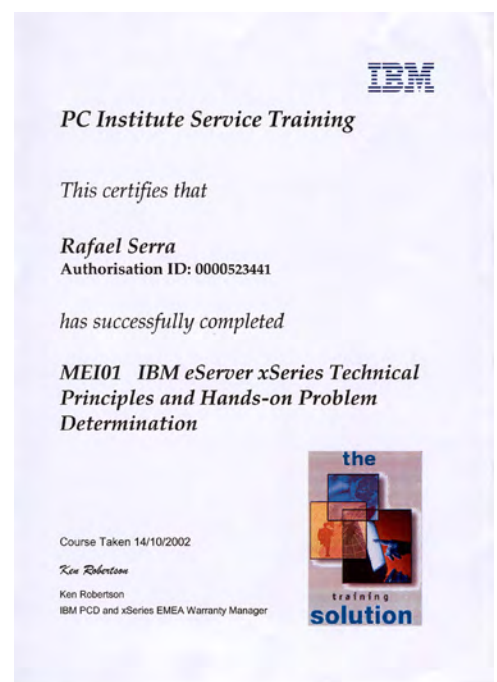 IBM
PC Institute Service Training
This certifies that
Rafael Serra
Authorisation ID: 0000523441
has successfully completed
MEI01 IBM eServer xSeries Technical
Principles and Hands-on Problem
Determination
the
training
solution
Course Taken 14/10/2002
Ken Robertson
Ken Robertson
IBM PCD and xSeries EMEA Warranty Manager